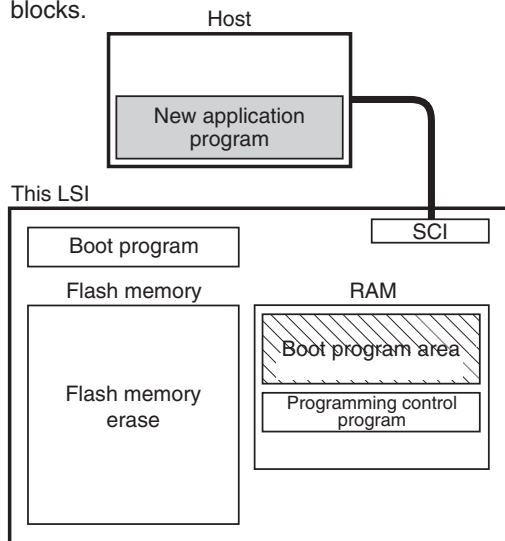 blocks.
Host
New application
program
This LSI
SCI
Boot program
Flash memory
RAM
Boot program area
Flash memory
erase
Programming control
program